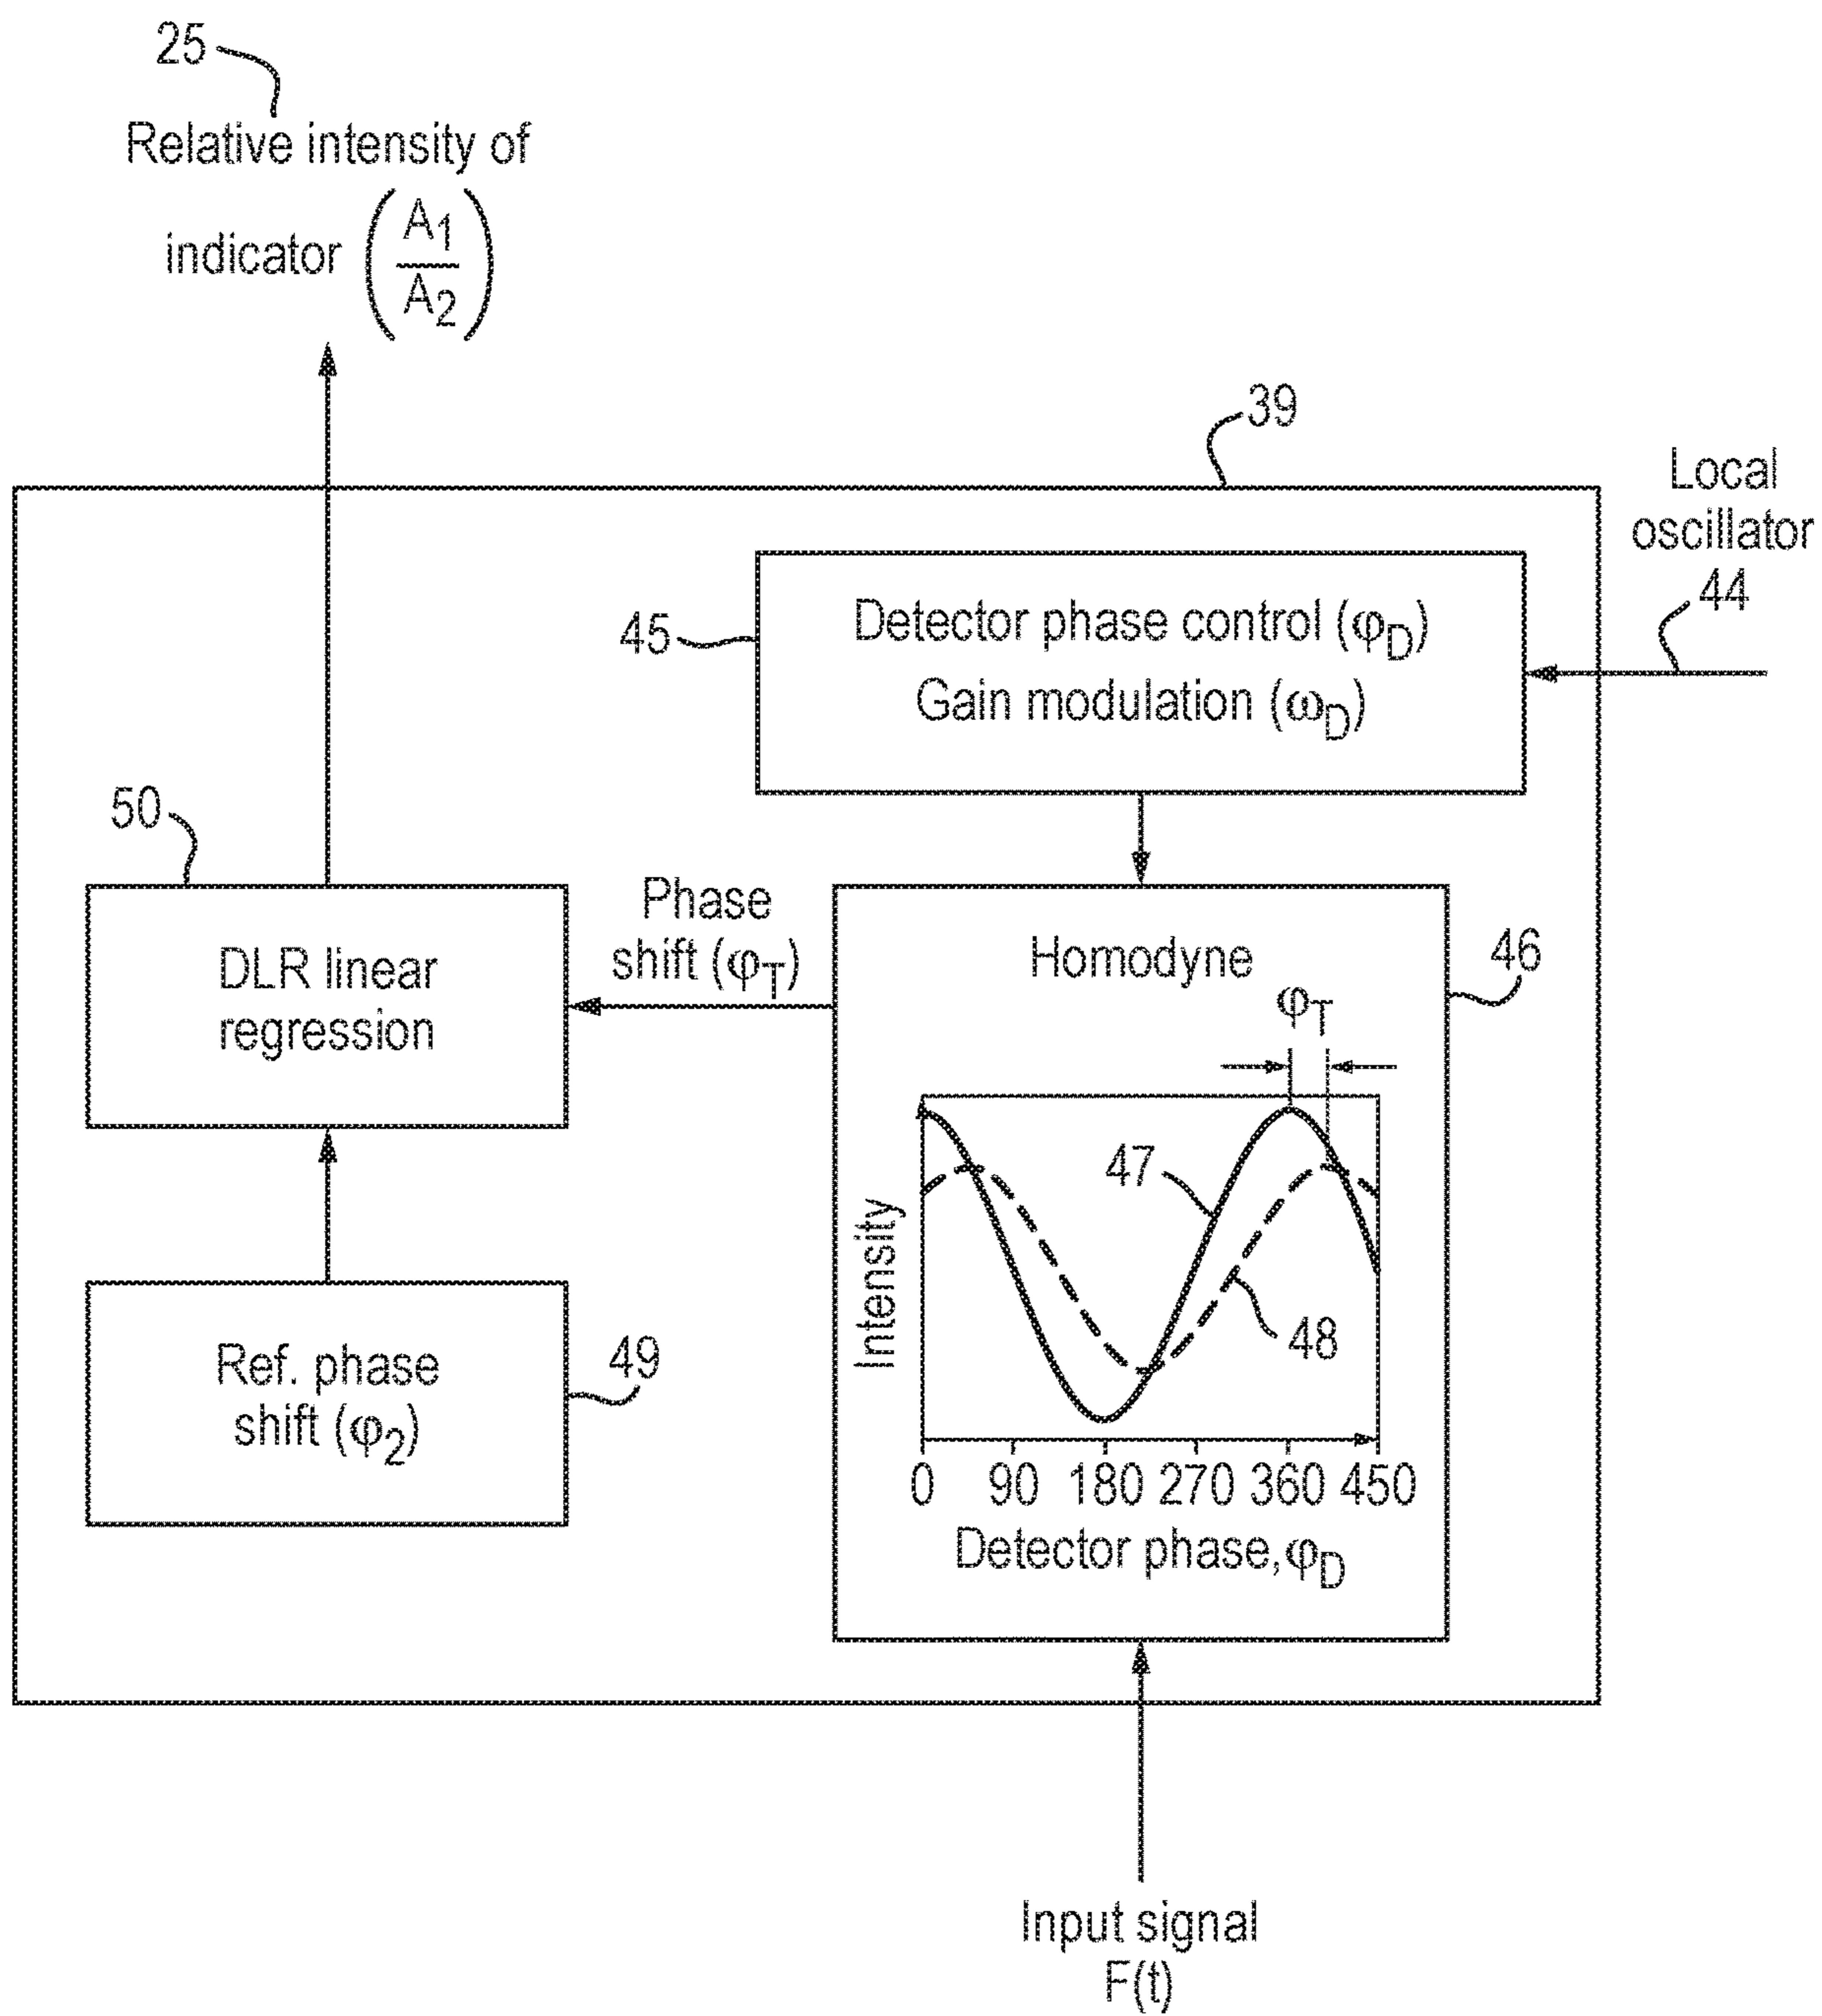 25
Relative intensity of
indicator (A1/A2)
39
Local
oscillator
44
45
Detector phase control (φD)
Gain modulation (ωD)
50
DLR linear
regression
Phase
shift (φT)
Homodyne
46
φT
47
48
Intensity
0 90 180 270 360 450
Detector phase, φD
Ref. phase
shift (φ2)
49
Input signal
F(t)